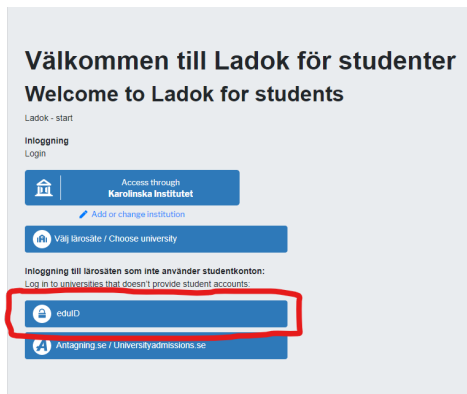 Välkommen till Ladok för studenter
Welcome to Ladok for students
Ladok - start
Inloggning
Login
Access through
Karolinska Institutet
Add or change institution
Välj lärosäte / Choose university
Inloggning till lärosäten som inte använder studentkonton:
Log in to universities that doesn't provide student accounts:
eduID
Antagning.se / Universityadmissions.se